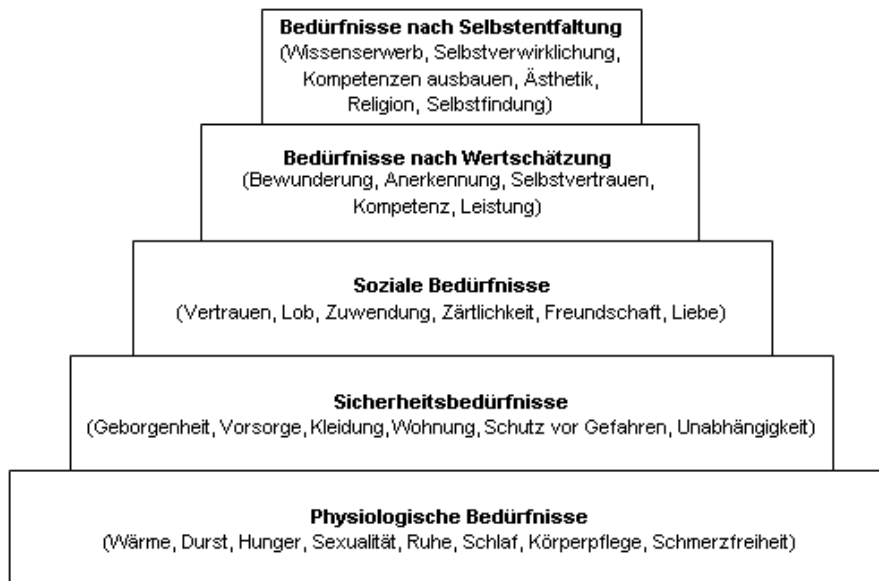 Bedürfnisse nach Selbstentfaltung
(Wissenserwerb, Selbstverwirklichung,
Kompetenzen ausbauen, Ästhetik,
Religion, Selbstfindung)
Bedürfnisse nach Wertschätzung
(Bewunderung, Anerkennung, Selbstvertrauen,
Kompetenz, Leistung)
Soziale Bedürfnisse
(Vertrauen, Lob, Zuwendung, Zärtlichkeit, Freundschaft, Liebe)
Sicherheitsbedürfnisse
(Geborgenheit, Vorsorge, Kleidung, Wohnung, Schutz vor Gefahren, Unabhängigkeit)
Physiologische Bedürfnisse
(Wärme, Durst, Hunger, Sexualität, Ruhe, Schlaf, Körperpflege, Schmerzfreiheit)